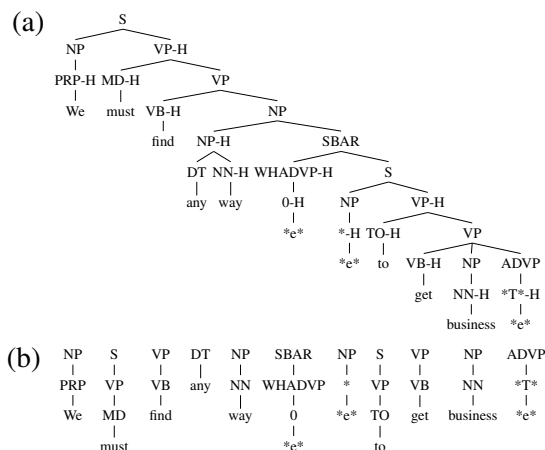 (a)
S
NP VP-H
PRP-H MD-H VP
We must VB-H NP
find NP-H SBAR
DT NN-H WHADVP-H S
any way 0-H NP VP-H
*e* *-H TO-H VP
*e* to VB-H NP ADVP
get NN-H *T*-H
business *e*
(b)
NP S VP DT NP SBAR NP S VP NP ADVP
PRP VP VB any NN WHADVP * VP VB NN *T*
We MD find way 0 *e* TO get business *e*
must *e* to